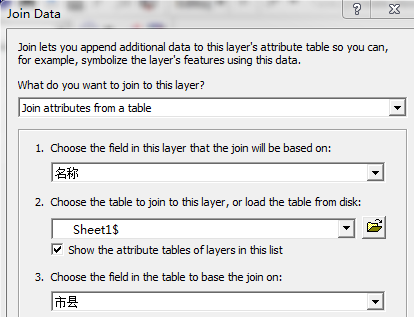 Join Data
Join lets you append additional data to this layer's attribute table so you can,
for example, symbolize the layer's features using this data.
What do you want to join to this layer?
Join attributes from a table
1. Choose the field in this layer that the join will be based on:
名称
2. Choose the table to join to this layer, or load the table from disk:
Sheet1$
Show the attribute tables of layers in this list
3. Choose the field in the table to base the join on:
市县